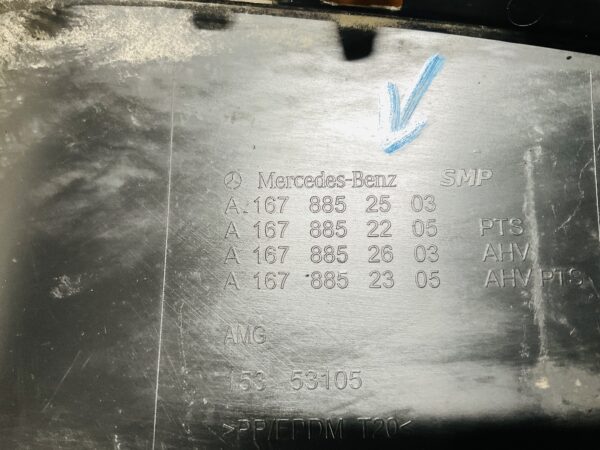 Mercedes-Benz SMP
A 167 885 25 03
A 167 885 22 05 PTS
A 167 885 26 03 AHV
A 167 885 23 05 AHV PTS
AMG
153 53105
>PP/EPDM T20<